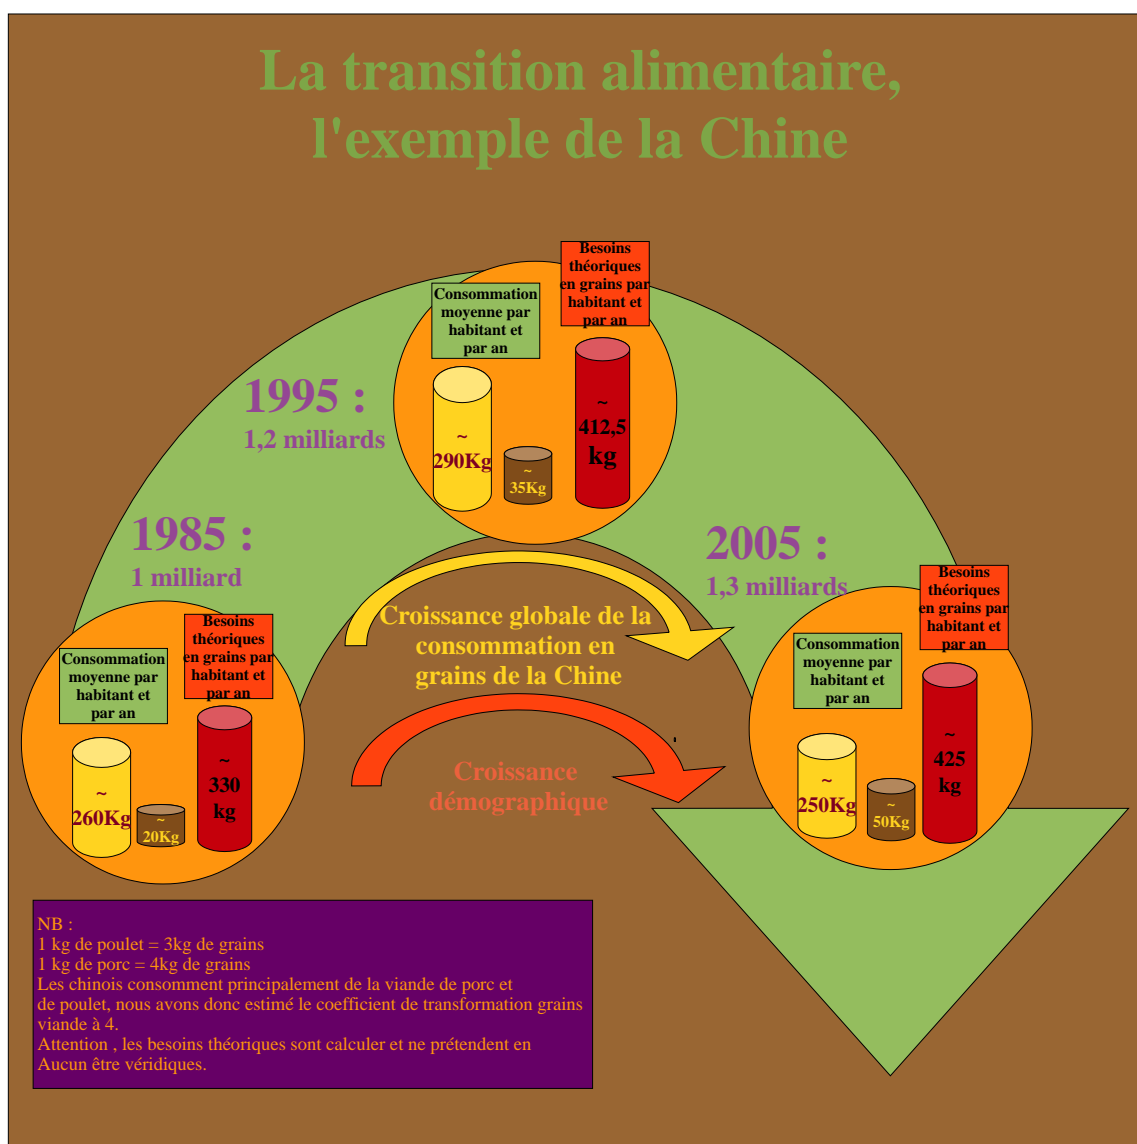 La transition alimentaire,
l'exemple de la Chine
Besoins
théoriques
en grains par
habitant et
par an
Consommation
moyenne par
habitant et
par an
1995 :
1,2 milliards
~
290Kg
~
35Kg
~
412,5
kg
1985 :
1 milliard
Besoins
théoriques
en grains par
habitant et
par an
Consommation
moyenne par
habitant et
par an
~
260Kg
~
20Kg
~
330
kg
2005 :
1,3 milliards
Besoins
théoriques
en grains par
habitant et
par an
Consommation
moyenne par
habitant et
par an
~
250Kg
~
50Kg
~
425
kg
Croissance globale de la
consommation en
grains de la Chine
'
Croissance
démographique
NB :
1 kg de poulet = 3kg de grains
1 kg de porc = 4kg de grains
Les chinois consomment principalement de la viande de porc et
de poulet, nous avons donc estimé le coefficient de transformation grains
viande à 4.
Attention , les besoins théoriques sont calculer et ne prétendent en
Aucun être véridiques.